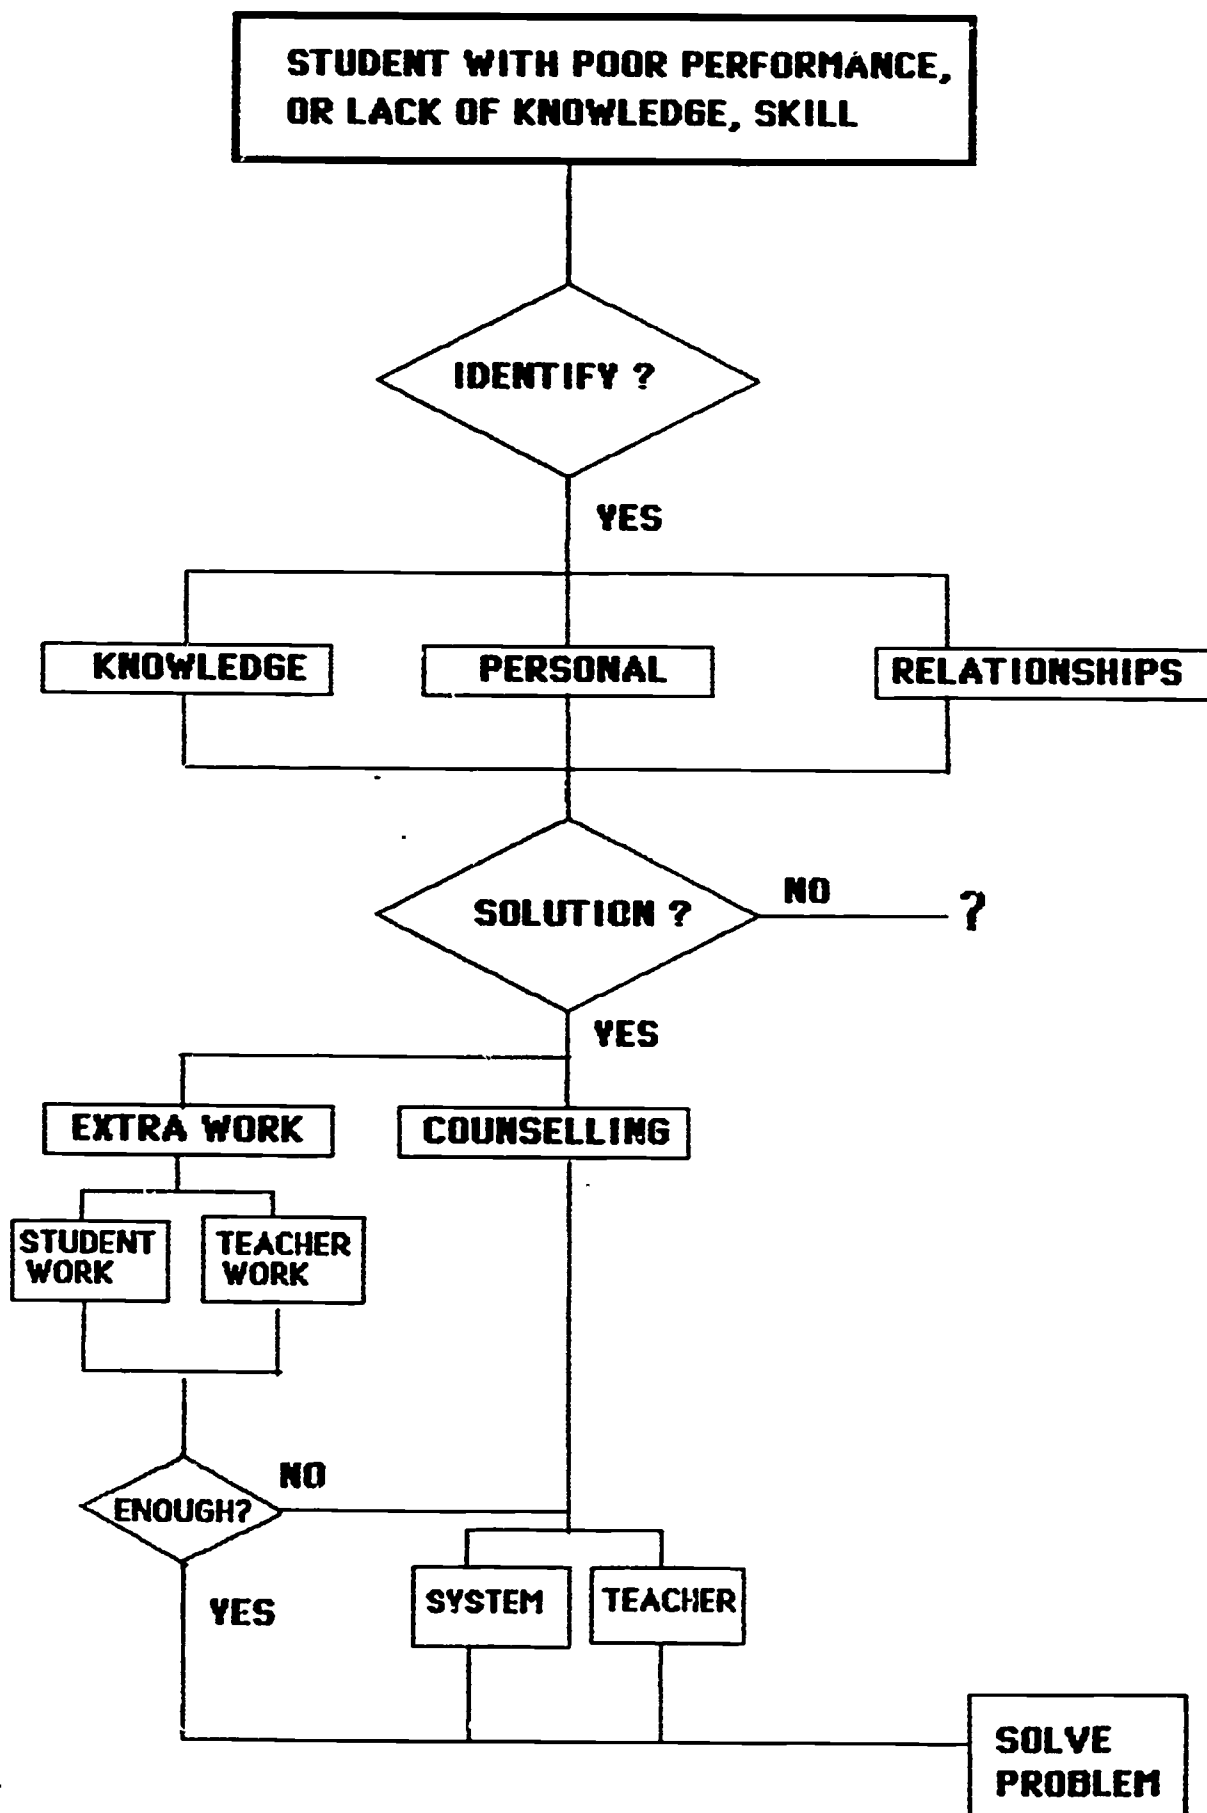 STUDENT WITH POOR PERFORMANCE,
OR LACK OF KNOWLEDGE, SKILL
IDENTIFY ?
YES
KNOWLEDGE
PERSONAL
RELATIONSHIPS
SOLUTION ?
NO
?
YES
EXTRA WORK
COUNSELLING
STUDENT
WORK
TEACHER
WORK
ENOUGH?
NO
YES
SYSTEM
TEACHER
SOLVE
PROBLEM